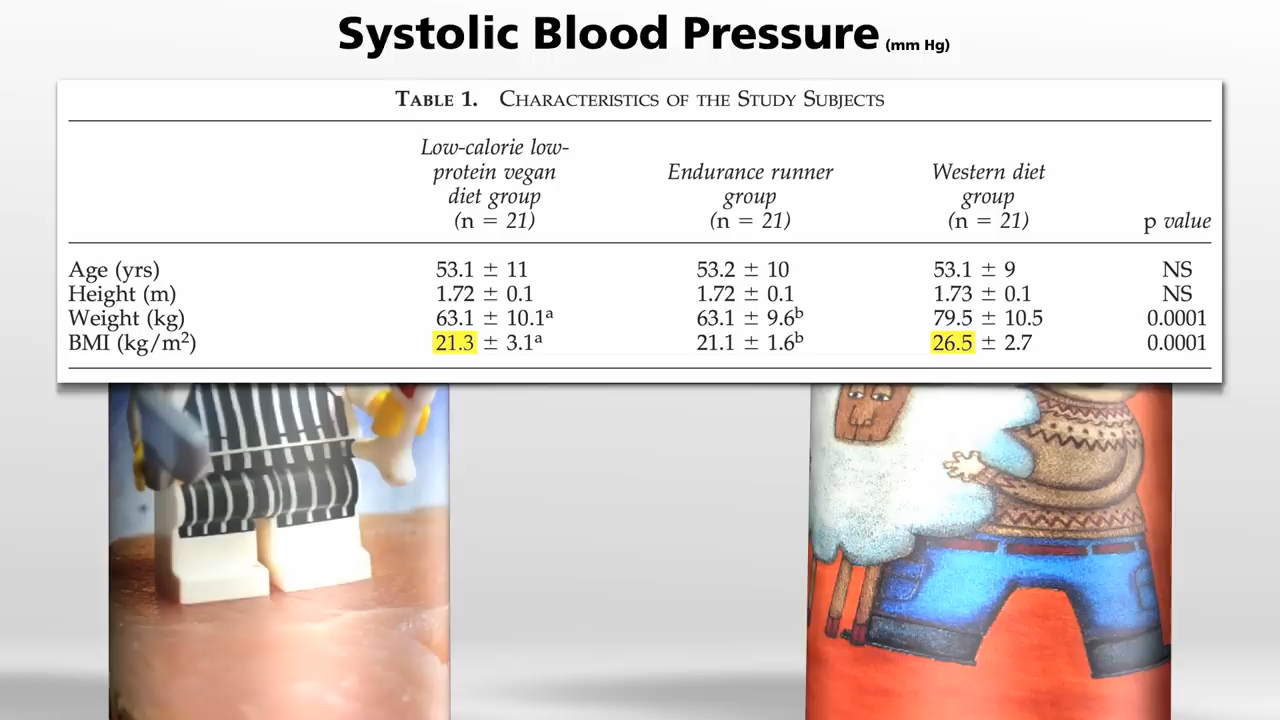 Systolic Blood Pressure (mm Hg)
TABLE 1. CHARACTERISTICS OF THE STUDY SUBJECTS
Low-calorie low-
protein vegan
diet group
(n = 21)
Endurance runner
group
(n = 21)
Western diet
group
(n = 21)
p value
Age (yrs) 53.1 ± 11 53.2 ± 10 53.1 ± 9 NS
Height (m) 1.72 ± 0.1 1.72 ± 0.1 1.73 ± 0.1 NS
Weight (kg) 63.1 ± 10.1ᵃ 63.1 ± 9.6ᵇ 79.5 ± 10.5 0.0001
BMI (kg/m²) 21.3 ± 3.1ᵃ 21.1 ± 1.6ᵇ 26.5 ± 2.7 0.0001